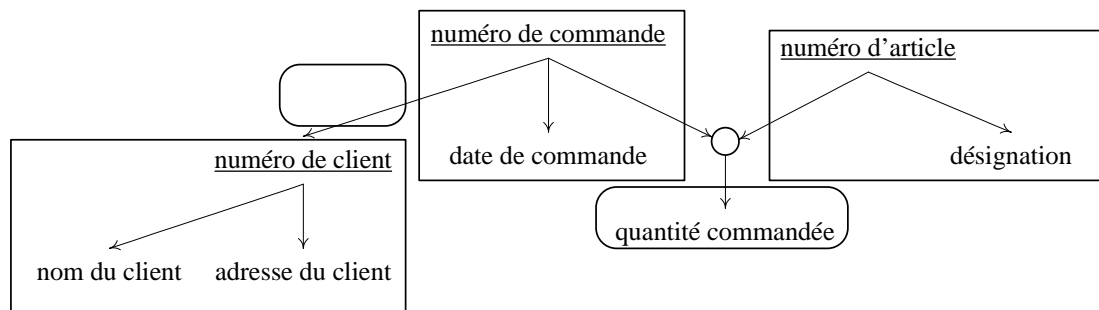 numéro de commande
numéro d'article
numéro de client
date de commande
désignation
quantité commandée
nom du client
adresse du client